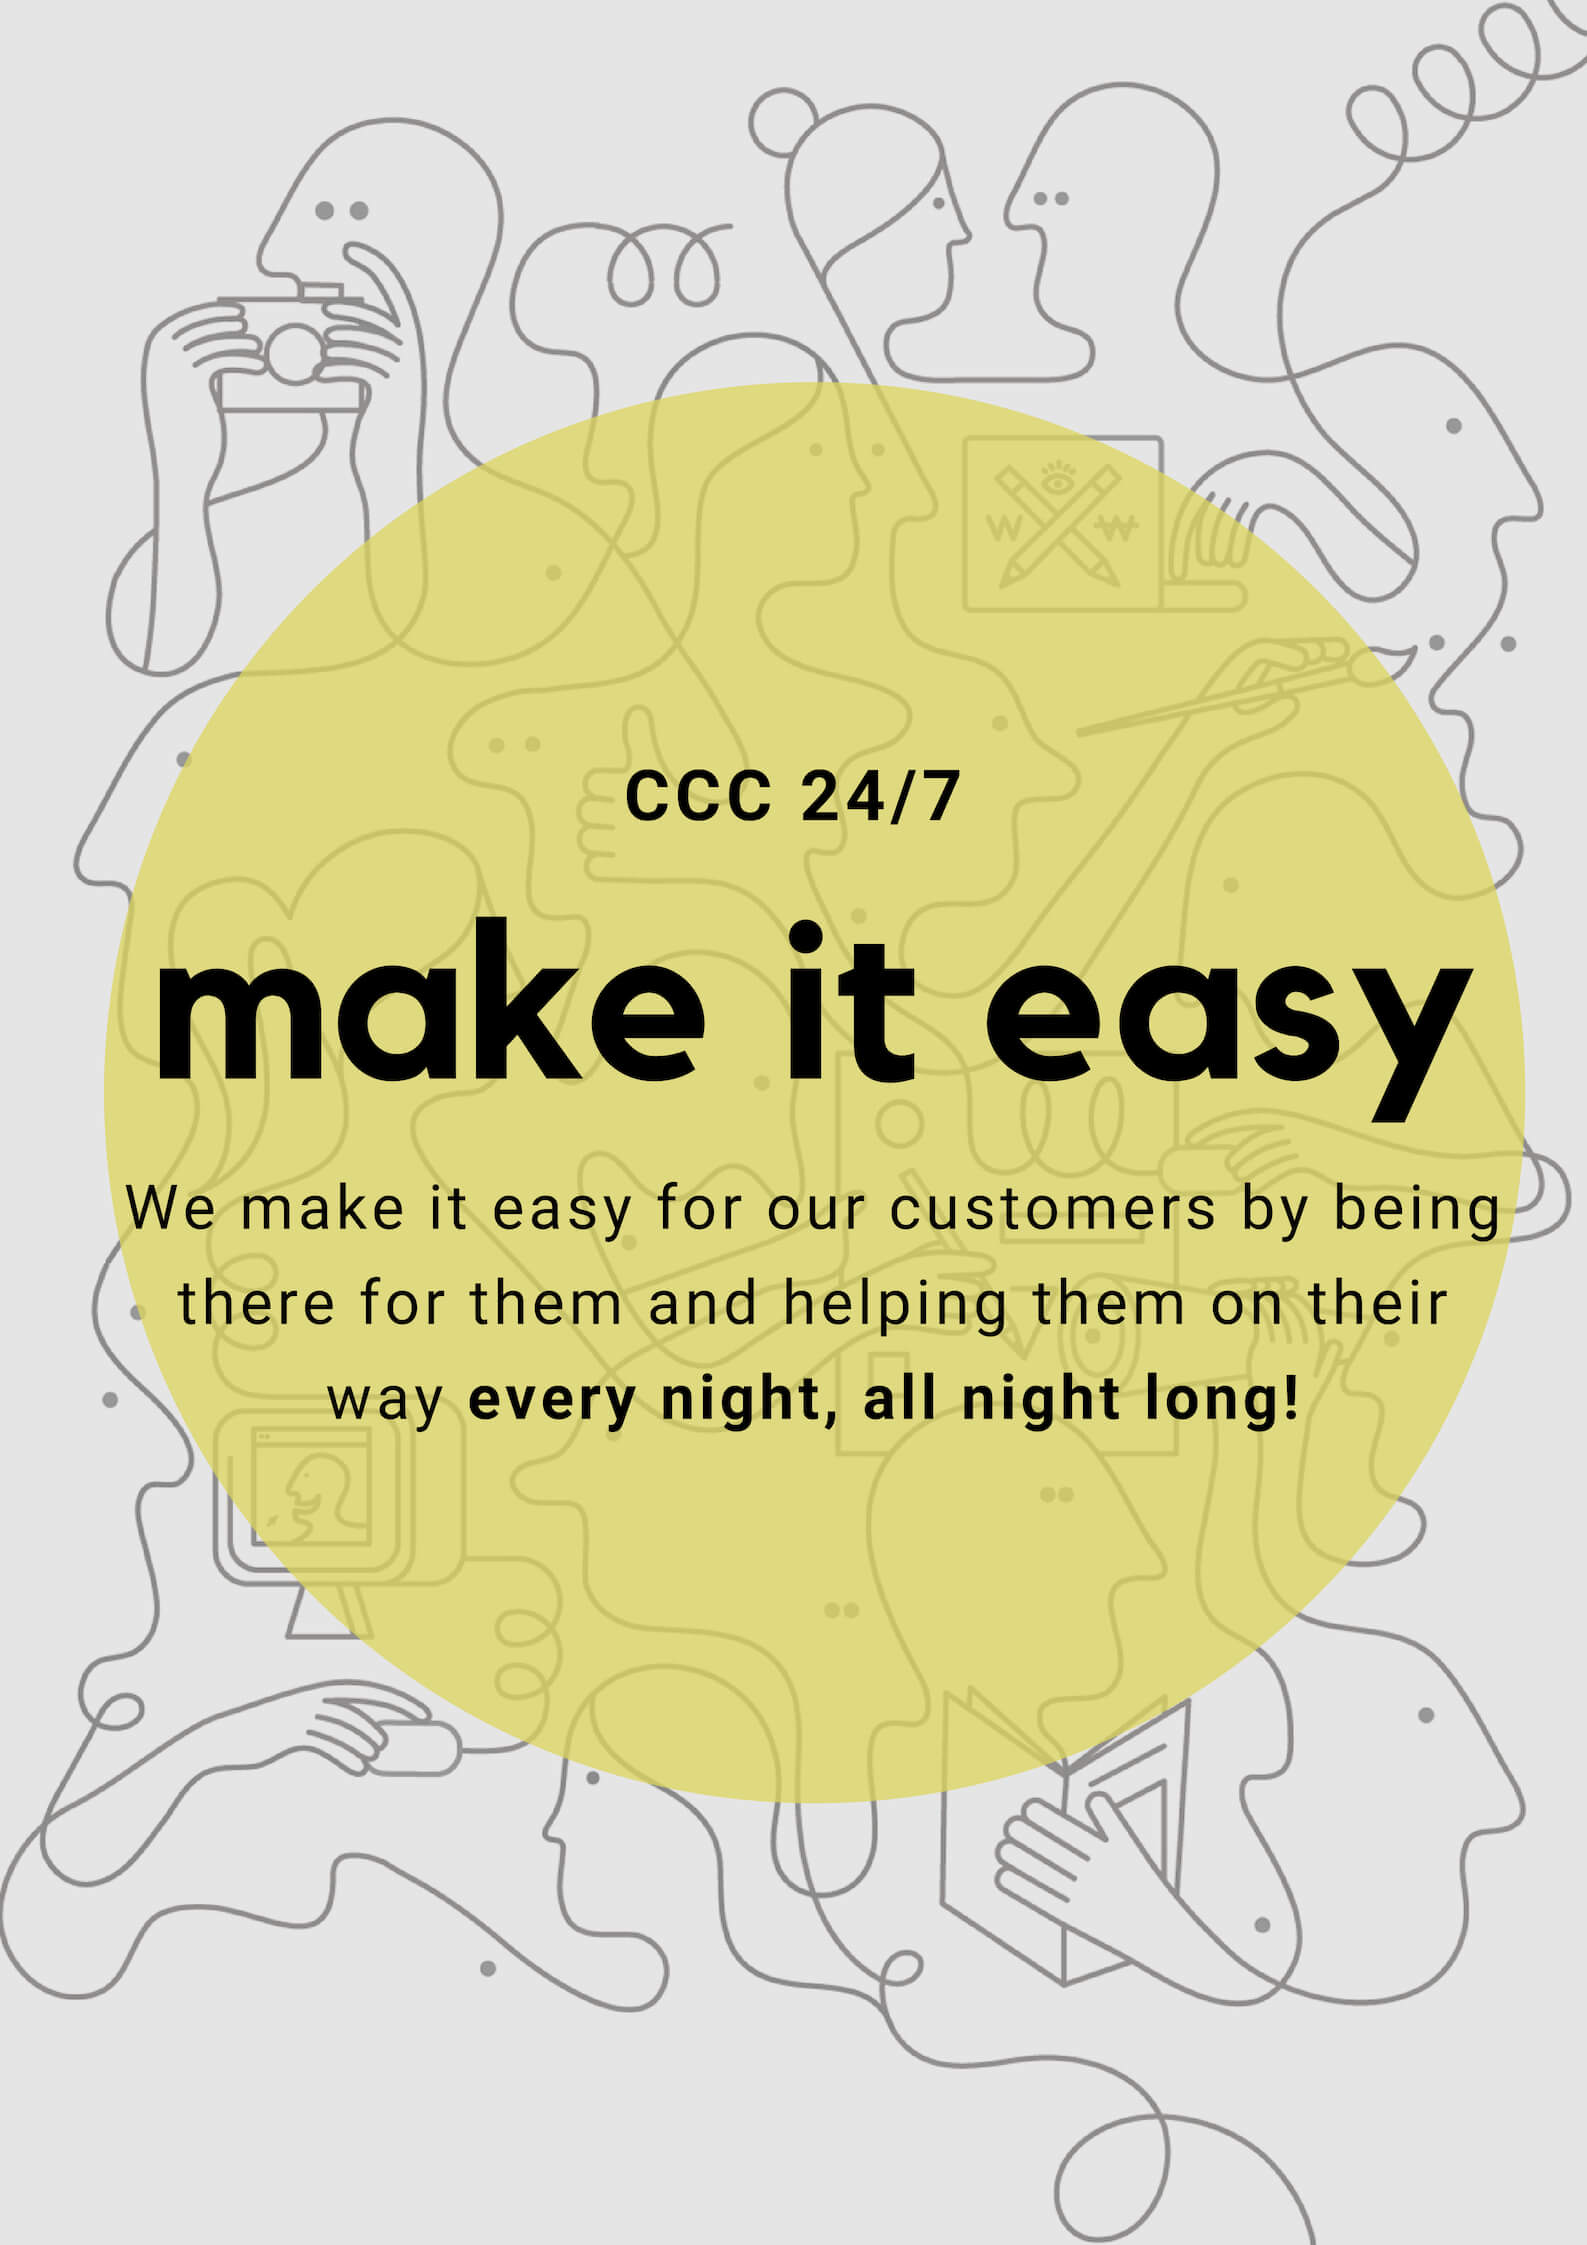 W ₩
CCC 24/7
make it easy
We make it easy for our customers by being
there for them and helping them on their
way every night, all night long!